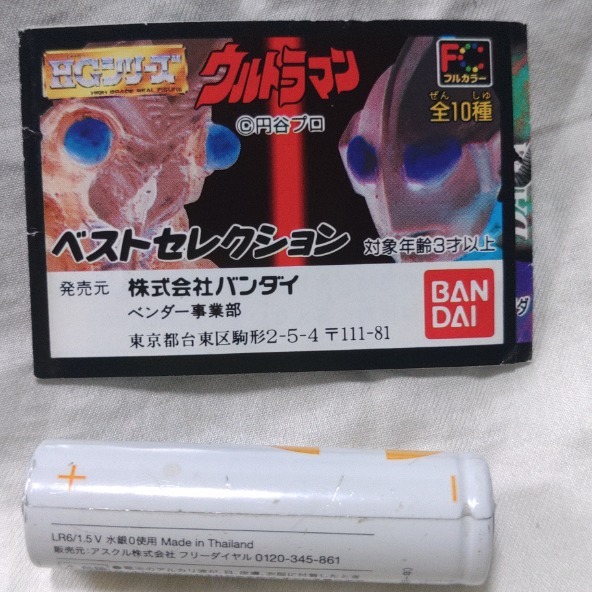 HGシリーズ
HIGH GRADE REAL FIGURE
ウルトラマン
©円谷プロ
FC
フルカラー
ぜん しゅ
全10種
ベストセレクション
対象年齢3才以上
発売元 株式会社バンダイ
ベンダー事業部
東京都台東区駒形2-5-4〒111-81
BAN
DAI
ダ
+
−
LR6/1.5V 水銀0使用 Made in Thailand
販売元:アスクル株式会社 フリーダイヤル 0120-345-861